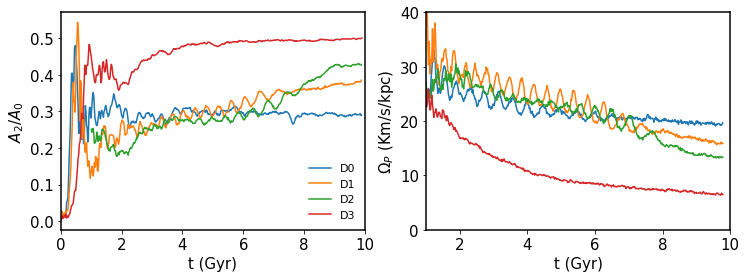 A₂/A₀
0.5
0.4
0.3
0.2
0.1
0.0
0 2 4 6 8 10
t (Gyr)
D0
D1
D2
D3
Ω_P (Km/s/kpc)
40
30
20
10
0
2 4 6 8 10
t (Gyr)